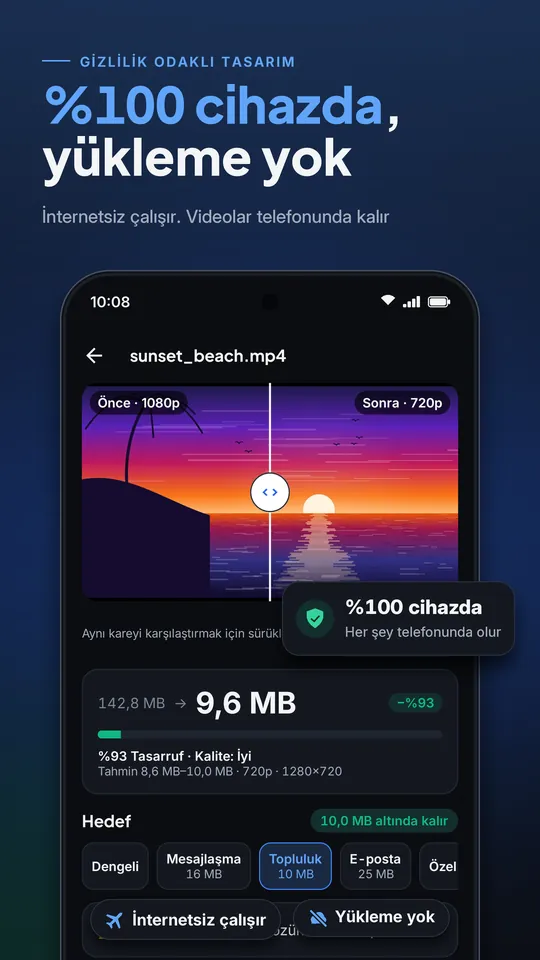 GİZLİLİK ODAKLI TASARIM
%100 cihazda,
yükleme yok
İnternetsiz çalışır. Videolar telefonunda kalır
10:08
sunset_beach.mp4
Önce · 1080p
Sonra · 720p
%100 cihazda
Her şey telefonunda olur
Aynı kareyi karşılaştırmak için
142,8 MB → 9,6 MB
−%93
%93 Tasarruf · Kalite: İyi
Tahmin 8,6 MB–10,0 MB · 720p · 1280×720
Hedef
10,0 MB altında kalır
Dengeli
Mesajlaşma
16 MB
Topluluk
10 MB
E-posta
25 MB
Özel
İnternetsiz çalışır
Yükleme yok